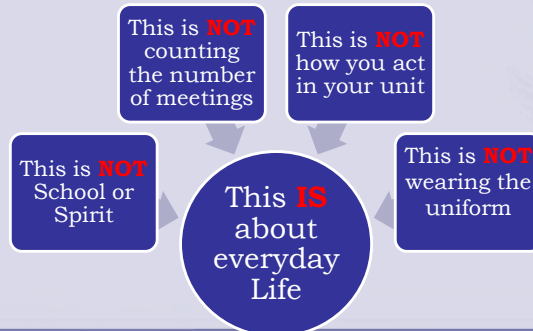 This is NOT
counting
the number
of meetings
This is NOT
how you act
in your unit
This is NOT
School or
Spirit
This is NOT
wearing the
uniform
This IS
about
everyday
Life